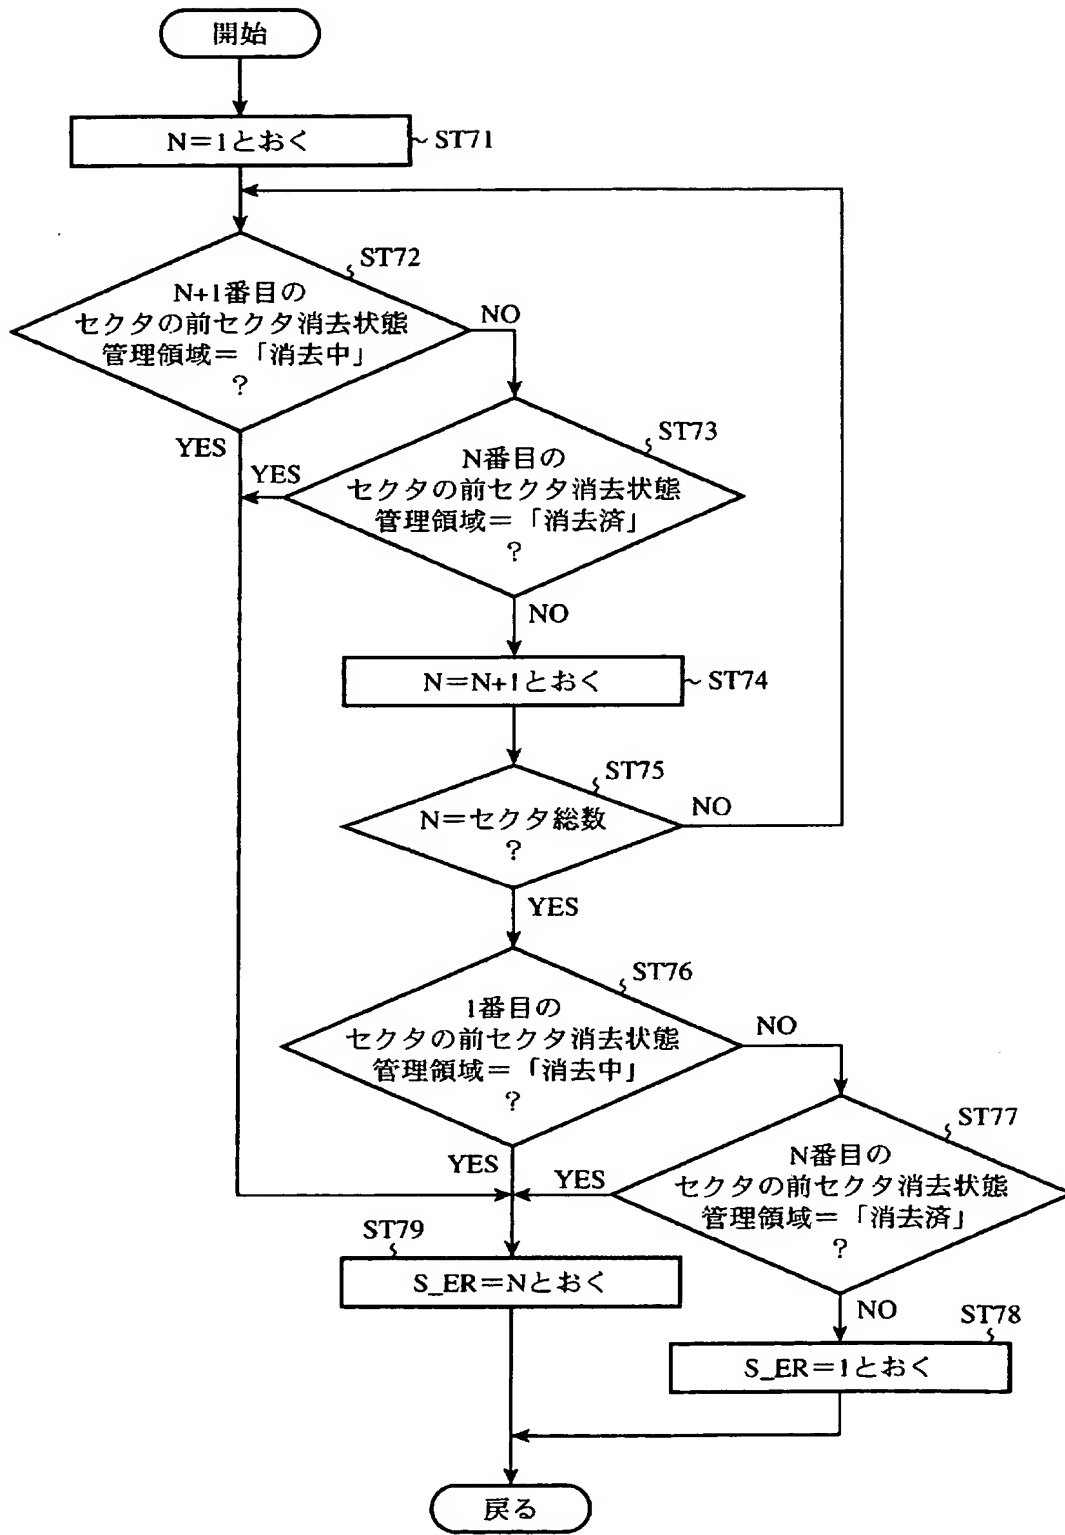 開始
N=1とおく
ST71
ST72
N+1番目の
セクタの前セクタ消去状態
管理領域=「消去中」
?
NO
YES
ST73
N番目の
セクタの前セクタ消去状態
管理領域=「消去済」
?
YES
NO
N=N+1とおく
ST74
ST75
N=セクタ総数
?
NO
YES
ST76
1番目の
セクタの前セクタ消去状態
管理領域=「消去中」
?
NO
YES
ST77
N番目の
セクタの前セクタ消去状態
管理領域=「消去済」
?
YES
NO
ST79
S_ER=Nとおく
ST78
S_ER=1とおく
戻る